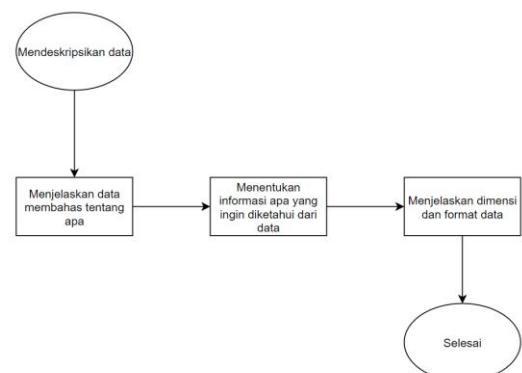 Mendeskripsikan data
Menjelaskan data
membahas tentang
apa
Menentukan
informasi apa yang
ingin diketahui dari
data
Menjelaskan dimensi
dan format data
Selesai